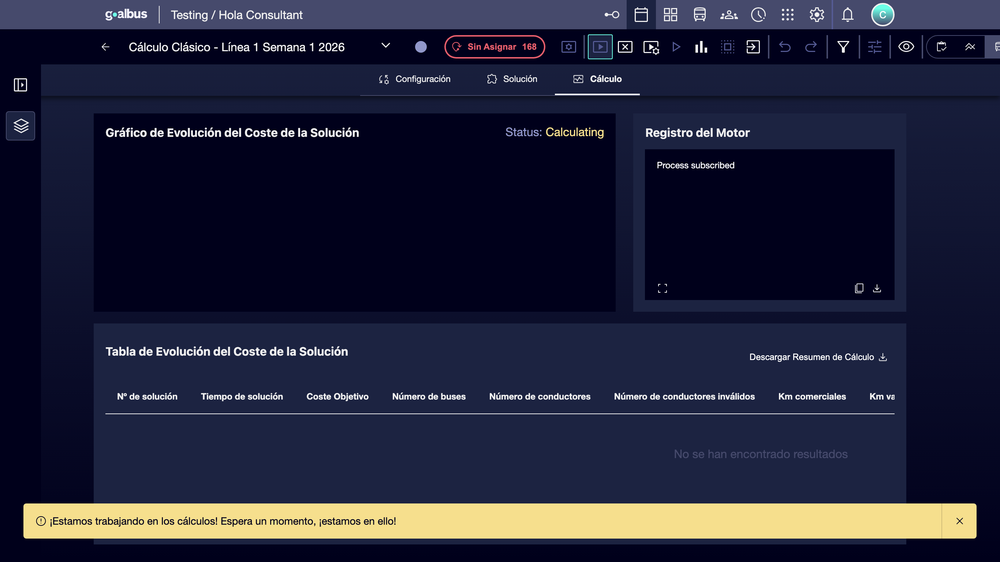 goalbus
Testing / Hola Consultant
C
Cálculo Clásico - Línea 1 Semana 1 2026
Sin Asignar 168
Configuración
Solución
Cálculo
Gráfico de Evolución del Coste de la Solución
Status: Calculating
Registro del Motor
Process subscribed
Tabla de Evolución del Coste de la Solución
Descargar Resumen de Cálculo
Nº de solución Tiempo de solución Coste Objetivo Número de buses Número de conductores Número de conductores inválidos Km comerciales Km va
No se han encontrado resultados
¡Estamos trabajando en los cálculos! Espera un momento, ¡estamos en ello!